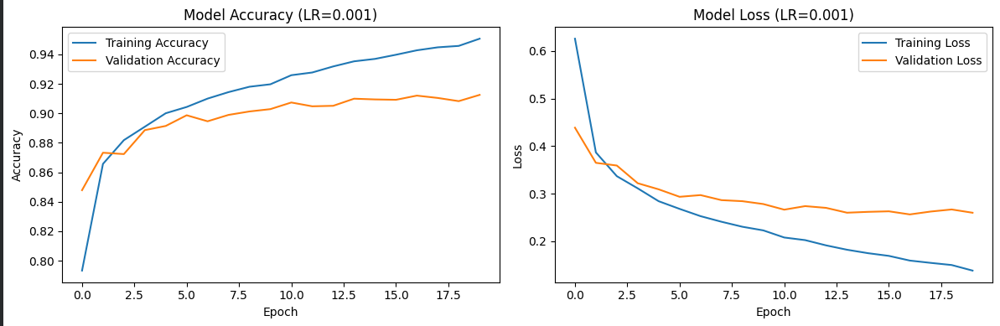 Model Accuracy (LR=0.001)
Training Accuracy
Validation Accuracy
Accuracy
0.94
0.92
0.90
0.88
0.86
0.84
0.82
0.80
0.0 2.5 5.0 7.5 10.0 12.5 15.0 17.5
Epoch
Model Loss (LR=0.001)
Training Loss
Validation Loss
Loss
0.6
0.5
0.4
0.3
0.2
0.0 2.5 5.0 7.5 10.0 12.5 15.0 17.5
Epoch